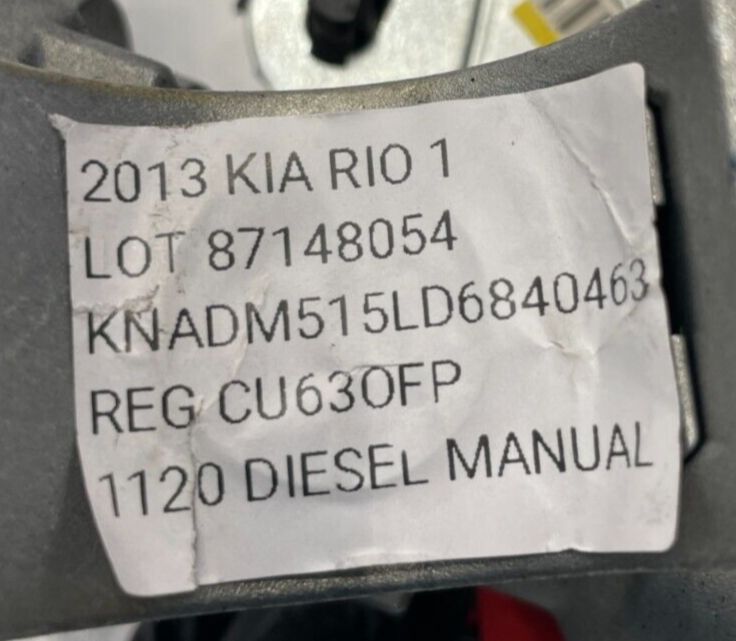 2013 KIA RIO 1
LOT 87148054
KNADM515LD6840463
REG CU63OFP
1120 DIESEL MANUAL